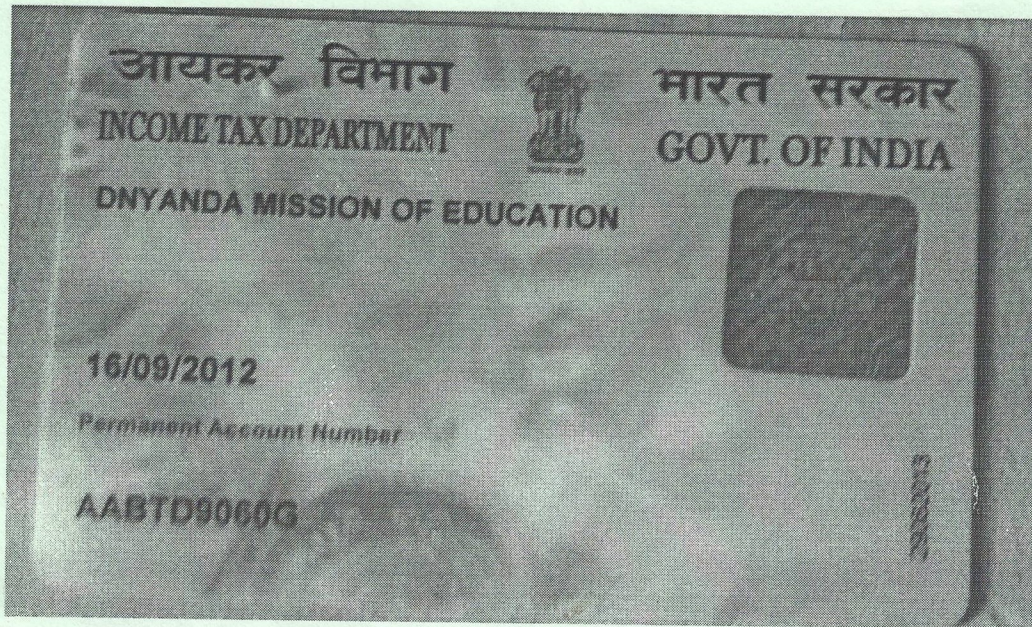 आयकर विभाग
भारत सरकार
INCOME TAX DEPARTMENT
GOVT. OF INDIA
DNYANDA MISSION OF EDUCATION
16/09/2012
Permanent Account Number
AABTD9060G